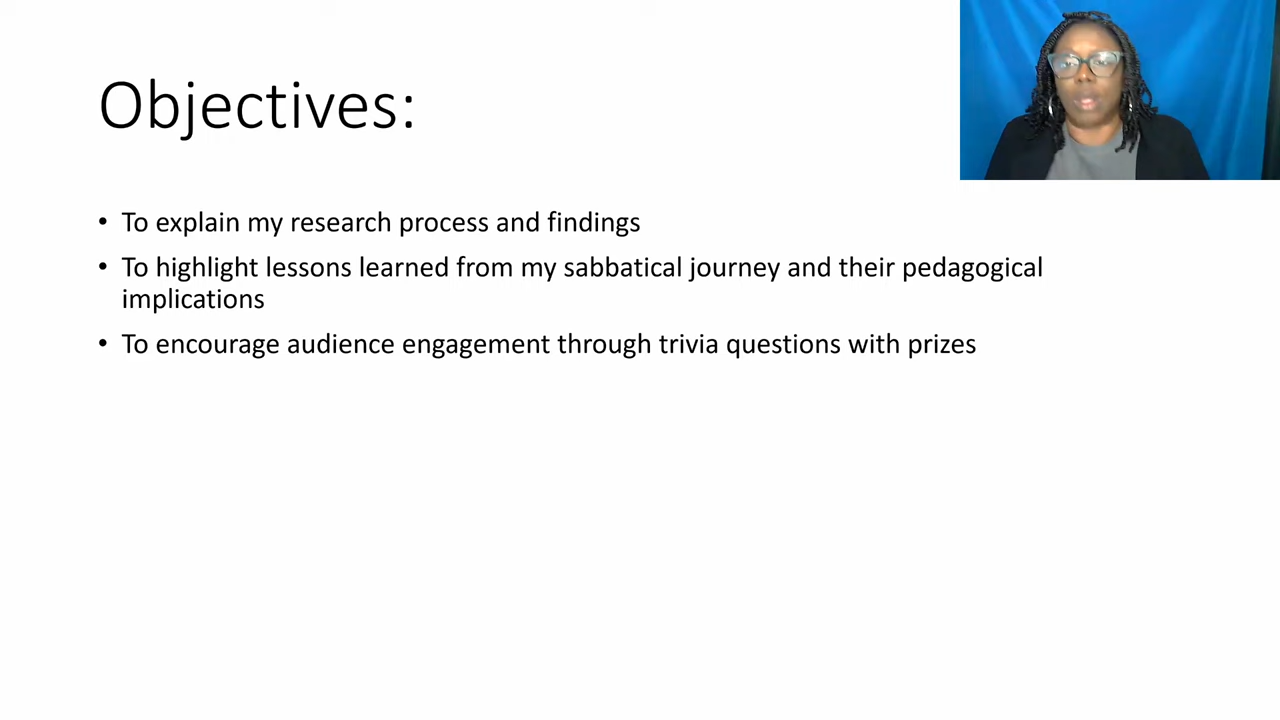 Objectives:
• To explain my research process and findings
• To highlight lessons learned from my sabbatical journey and their pedagogical
implications
• To encourage audience engagement through trivia questions with prizes